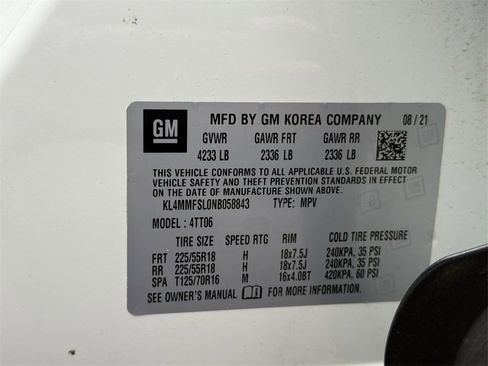 GM MFD BY GM KOREA COMPANY 08/21
GVWR GAWR FRT GAWR RR
4233 LB 2336 LB 2336 LB
THIS VEHICLE CONFORMS TO ALL APPLICABLE U.S. FEDERAL MOTOR
VEHICLE SAFETY AND THEFT PREVENTION STANDARDS IN EFFECT
ON THE DATE OF MANUFACTURE SHOWN ABOVE.
KL4MMFSL0NB058843 TYPE: MPV
MODEL: 4TT06
TIRE SIZE SPEED RTG RIM COLD TIRE PRESSURE
FRT 225/55R18 H 18x7.5J 240KPA, 35 PSI
RR 225/55R18 H 18x7.5J 240KPA, 35 PSI
SPA T125/70R16 M 16x4.0BT 420KPA, 60 PSI
SEE OWNER'S MANUAL FOR MORE INFORMATION.